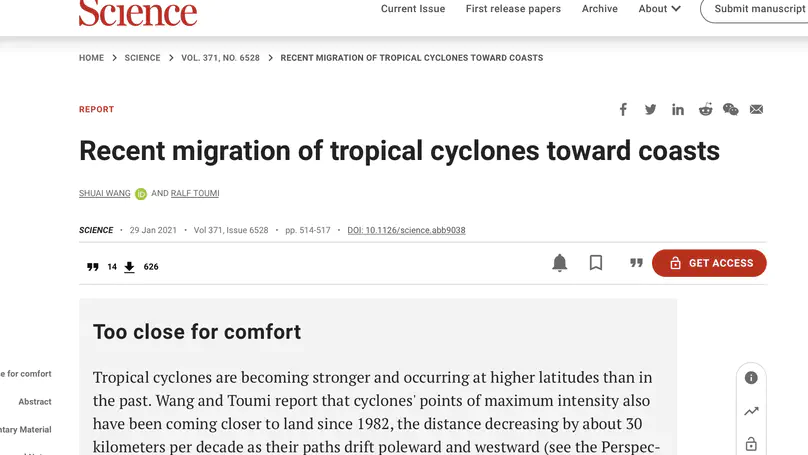 Science
Current Issue First release papers Archive About Submit manuscript
HOME > SCIENCE > VOL. 371, NO. 6528 > RECENT MIGRATION OF TROPICAL CYCLONES TOWARD COASTS
REPORT
Recent migration of tropical cyclones toward coasts
SHUAI WANG iD AND RALF TOUMI
SCIENCE • 29 Jan 2021 • Vol 371, Issue 6528 • pp. 514-517 • DOI: 10.1126/science.abb9038
14 626
GET ACCESS
Too close for comfort
Tropical cyclones are becoming stronger and occurring at higher latitudes than in
the past. Wang and Toumi report that cyclones' points of maximum intensity also
have been coming closer to land since 1982, the distance decreasing by about 30
kilometers per decade as their paths drift poleward and westward (see the Perspec-
e for comfort
Abstract
ntary Material